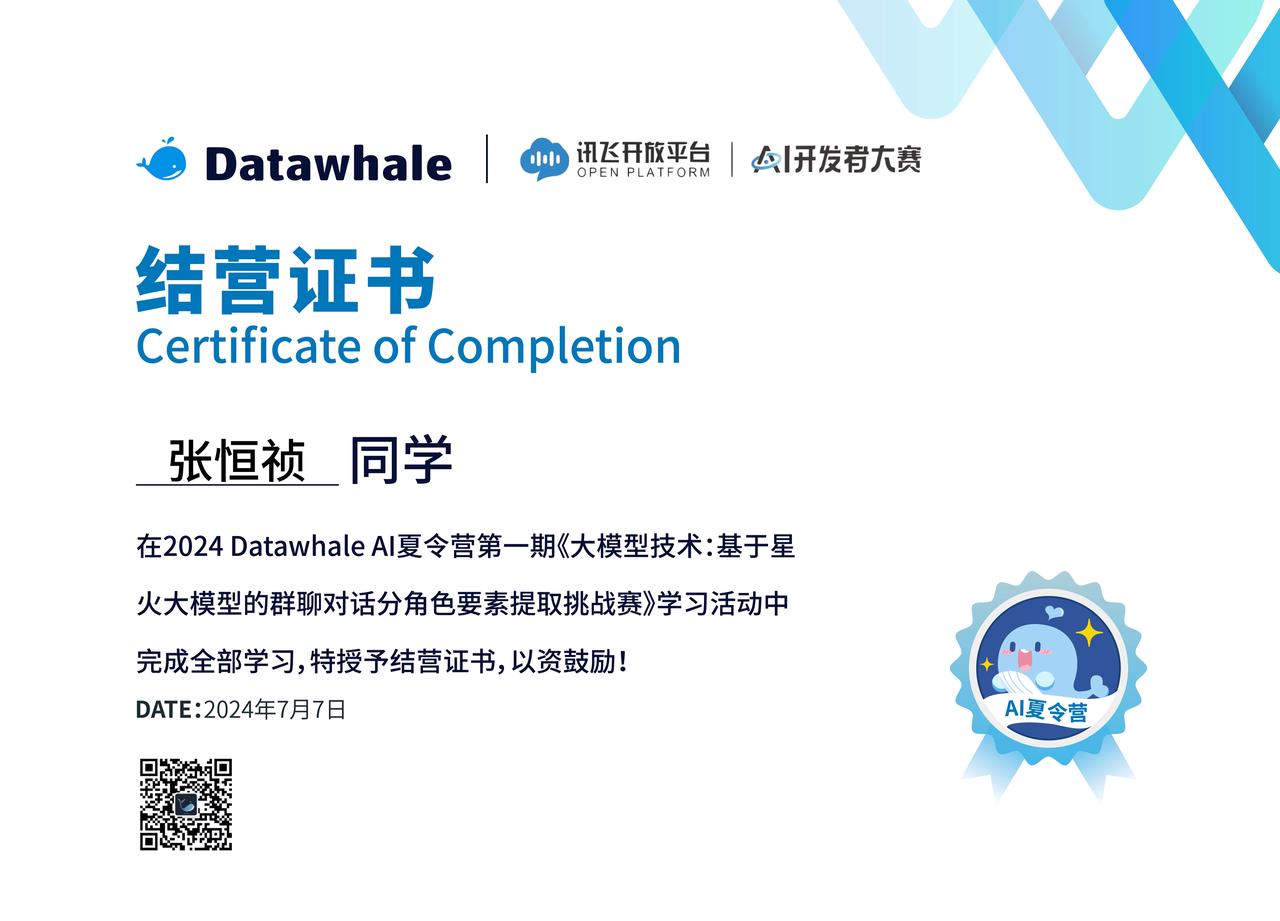 Datawhale
讯飞开放平台
OPEN PLATFORM
AI开发者大赛
结营证书
Certificate of Completion
张恒祯 同学
在2024 Datawhale AI夏令营第一期《大模型技术：基于星
火大模型的群聊对话分角色要素提取挑战赛》学习活动中
完成全部学习，特授予结营证书，以资鼓励！
DATE：2024年7月7日
AI夏令营